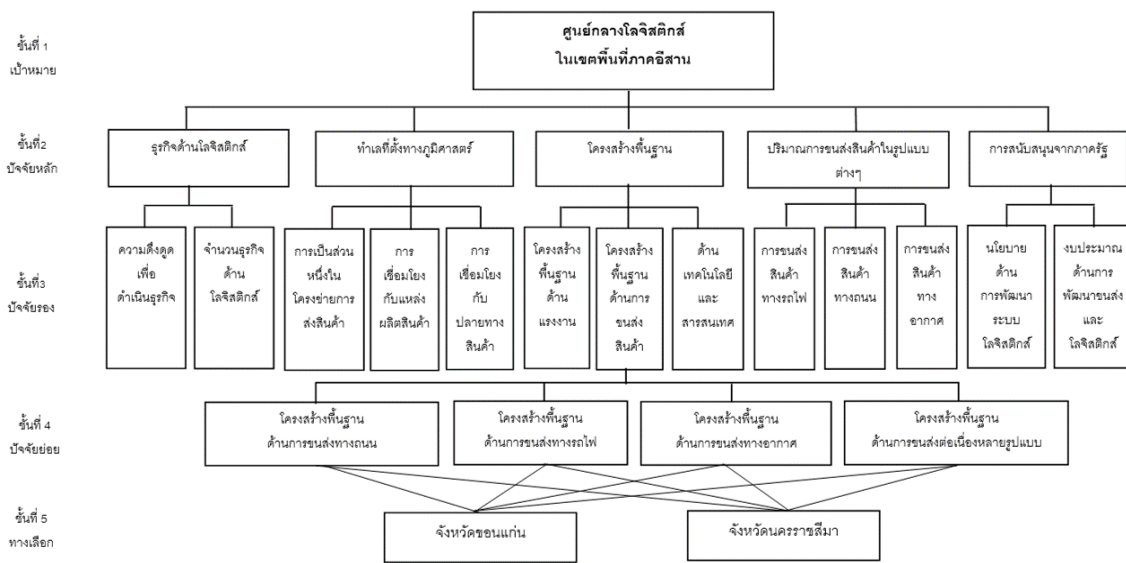 ชั้นที่ 1
เป้าหมาย
ศูนย์กลางโลจิสติกส์
ในเขตพื้นที่ภาคอีสาน
ชั้นที่2
ปัจจัยหลัก
ธุรกิจด้านโลจิสติกส์
ทำเลที่ตั้งทางภูมิศาสตร์
โครงสร้างพื้นฐาน
ปริมาณการขนส่งสินค้าในรูปแบบ
ต่างๆ
การสนับสนุนจากภาครัฐ
ชั้นที่3
ปัจจัยรอง
ความดึงดูด
เพื่อ
ดำเนินธุรกิจ
จำนวนธุรกิจ
ด้าน
โลจิสติกส์
การเป็นส่วน
หนึ่งใน
โครงข่ายการ
ส่งสินค้า
การ
เชื่อมโยง
กับแหล่ง
ผลิตสินค้า
การ
เชื่อมโยง
กับ
ปลายทาง
สินค้า
โครงสร้าง
พื้นฐาน
ด้าน
แรงงาน
โครงสร้าง
พื้นฐาน
ด้านการ
ขนส่ง
สินค้า
ด้าน
เทคโนโลยี
และ
สารสนเทศ
การขนส่ง
สินค้า
ทางรถไฟ
การขนส่ง
สินค้า
ทางถนน
การขนส่ง
สินค้า
ทาง
อากาศ
นโยบาย
ด้าน
การพัฒนา
ระบบ
โลจิสติกส์
งบประมาณ
ด้านการ
พัฒนาขนส่ง
และ
โลจิสติกส์
ชั้นที่ 4
ปัจจัยย่อย
โครงสร้างพื้นฐาน
ด้านการขนส่งทางถนน
โครงสร้างพื้นฐาน
ด้านการขนส่งทางรถไฟ
โครงสร้างพื้นฐาน
ด้านการขนส่งทางอากาศ
โครงสร้างพื้นฐาน
ด้านการขนส่งต่อเนื่องหลายรูปแบบ
ชั้นที่ 5
ทางเลือก
จังหวัดขอนแก่น
จังหวัดนครราชสีมา